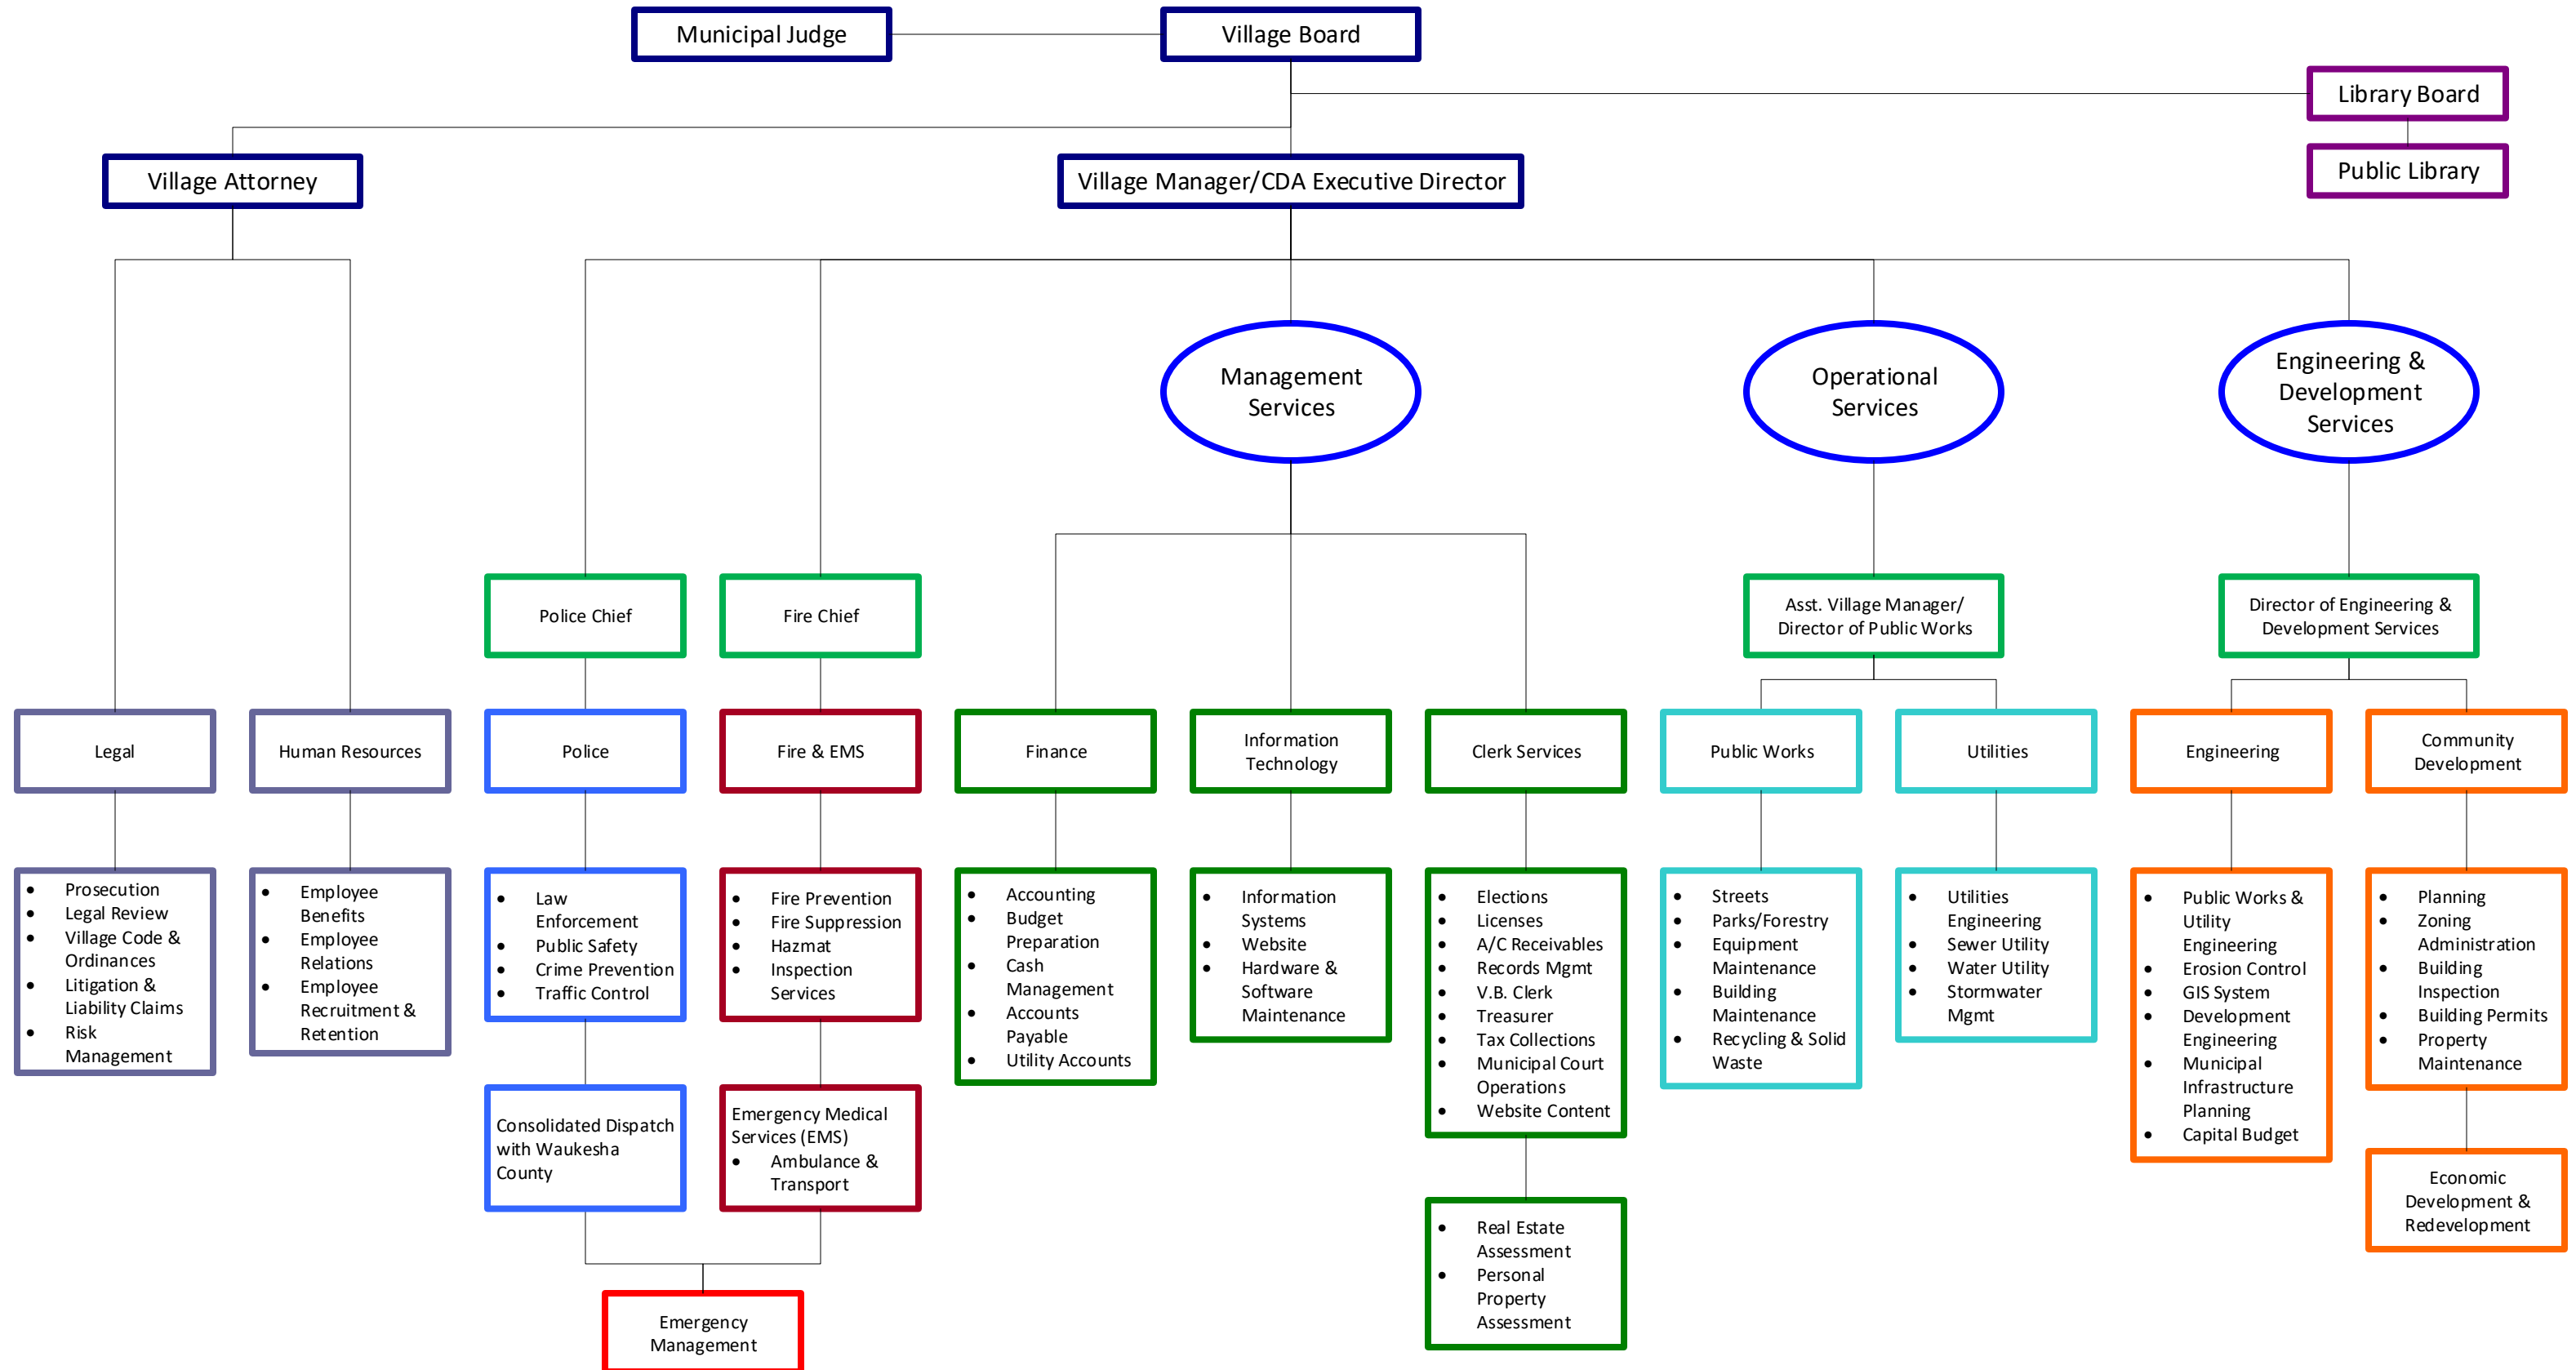 Municipal Judge
Village Board
Library Board
Public Library
Village Attorney
Village Manager/CDA Executive Director
Management
Services
Operational
Services
Engineering &
Development
Services
Police Chief
Fire Chief
Asst. Village Manager/
Director of Public Works
Director of Engineering &
Development Services
Legal
Human Resources
Police
Fire & EMS
Finance
Information
Technology
Clerk Services
Public Works
Utilities
Engineering
Community
Development
• Prosecution
• Legal Review
• Village Code &
Ordinances
• Litigation &
Liability Claims
• Risk
Management
• Employee
Benefits
• Employee
Relations
• Employee
Recruitment &
Retention
• Law
Enforcement
• Public Safety
• Crime Prevention
• Traffic Control
• Fire Prevention
• Fire Suppression
• Hazmat
• Inspection
Services
• Accounting
• Budget
Preparation
• Cash
Management
• Accounts
Payable
• Utility Accounts
• Information
Systems
• Website
• Hardware &
Software
Maintenance
• Elections
• Licenses
• A/C Receivables
• Records Mgmt
• V.B. Clerk
• Treasurer
• Tax Collections
• Municipal Court
Operations
• Website Content
• Streets
• Parks/Forestry
• Equipment
Maintenance
• Building
Maintenance
• Recycling & Solid
Waste
• Utilities
Engineering
• Sewer Utility
• Water Utility
• Stormwater
Mgmt
• Public Works &
Utility
Engineering
• Erosion Control
• GIS System
• Development
Engineering
• Municipal
Infrastructure
Planning
• Capital Budget
• Planning
• Zoning
Administration
• Building
Inspection
• Building Permits
• Property
Maintenance
Consolidated Dispatch
with Waukesha
County
Emergency Medical
Services (EMS)
• Ambulance &
Transport
• Real Estate
Assessment
• Personal
Property
Assessment
Economic
Development &
Redevelopment
Emergency
Management